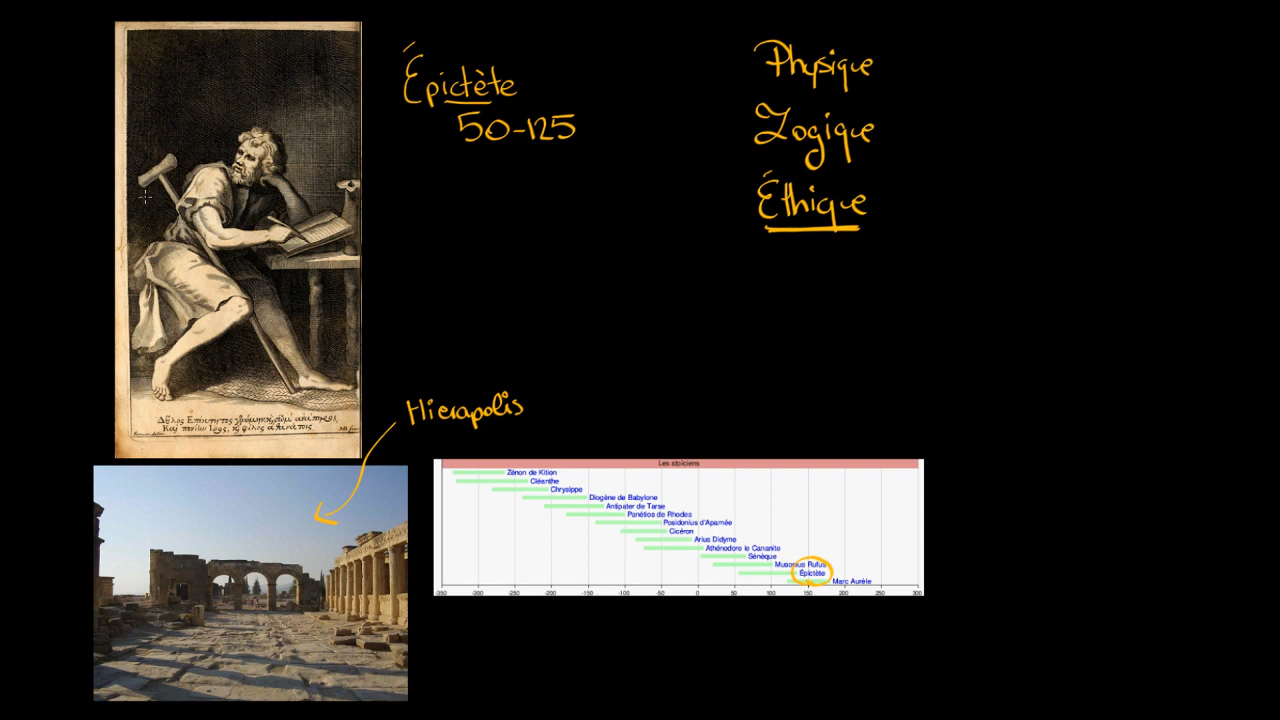 Épictète
50-125
Physique
Logique
Éthique
Hierapolis
Les stoïciens
Zénon de Kition
Cléanthe
Chrysippe
Diogène de Babylone
Antipater de Tarse
Panétios de Rhodes
Posidonius d'Apamée
Cicéron
Arius Didyme
Athénodore le Cananite
Sénèque
Musonius Rufus
Épictète
Marc Aurèle
-350 -300 -250 -200 -150 -100 -50 0 50 100 150 200 250 300